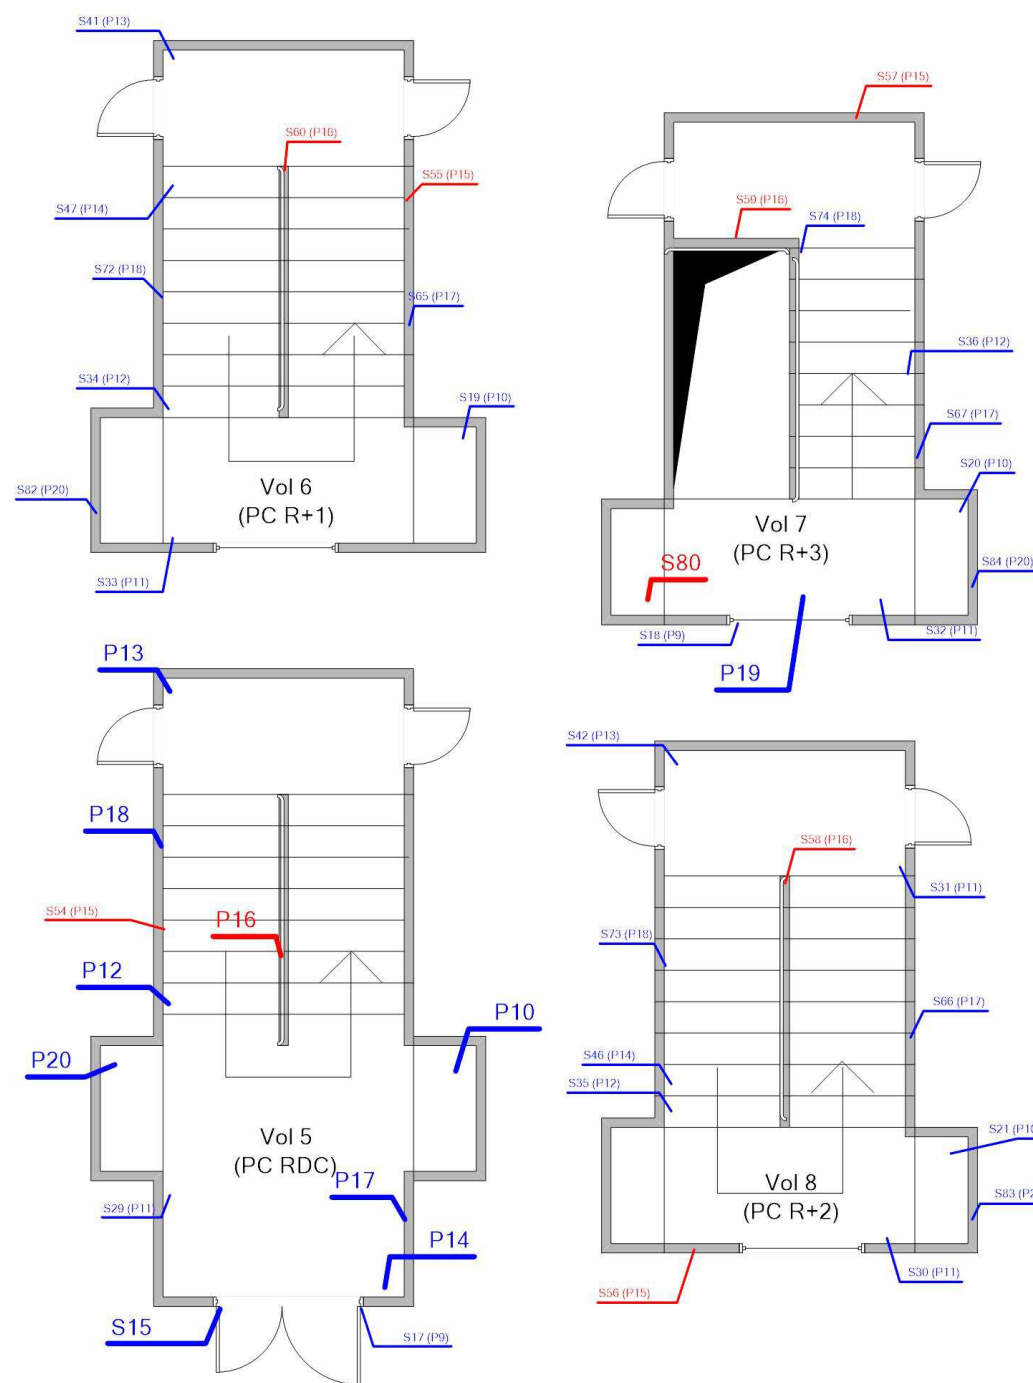 S41 (P13)
S60 (P16)
S55 (P15)
S47 (P14)
S72 (P18)
S65 (P17)
S34 (P12)
S19 (P10)
S82 (P20)
Vol 6
(PC R+1)
S33 (P11)
S57 (P15)
S59 (P16)
S74 (P18)
S36 (P12)
S67 (P17)
S20 (P10)
Vol 7
(PC R+3)
S80
S84 (P20)
S18 (P9)
S32 (P11)
P19
P13
P18
S54 (P15)
P16
P12
P10
P20
Vol 5
(PC RDC)
P17
S29 (P11)
P14
S15
S17 (P9)
S42 (P13)
S58 (P16)
S31 (P11)
S73 (P18)
S66 (P17)
S46 (P14)
S35 (P12)
S21 (P10
S83 (P2
Vol 8
(PC R+2)
S30 (P11)
S56 (P15)